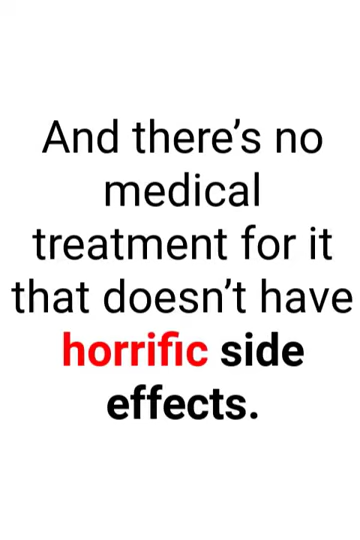 And there’s no
medical
treatment for it
that doesn’t have
horrific side
effects.